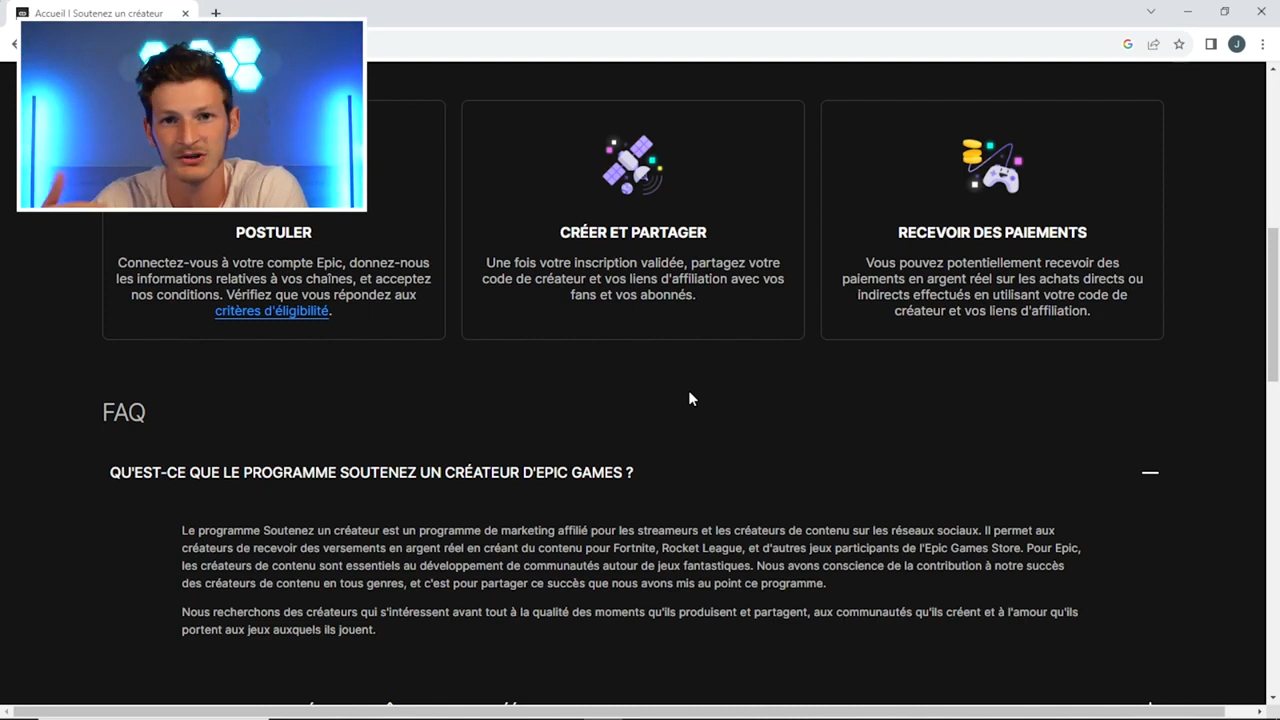 Accueil | Soutenez un créateur
J
POSTULER
Connectez-vous à votre compte Epic, donnez-nous
les informations relatives à vos chaînes, et acceptez
nos conditions. Vérifiez que vous répondez aux
critères d'éligibilité.
CRÉER ET PARTAGER
Une fois votre inscription validée, partagez votre
code de créateur et vos liens d'affiliation avec vos
fans et vos abonnés.
RECEVOIR DES PAIEMENTS
Vous pouvez potentiellement recevoir des
paiements en argent réel sur les achats directs ou
indirects effectués en utilisant votre code de
créateur et vos liens d'affiliation.
FAQ
QU'EST-CE QUE LE PROGRAMME SOUTENEZ UN CRÉATEUR D'EPIC GAMES ?
Le programme Soutenez un créateur est un programme de marketing affilié pour les streameurs et les créateurs de contenu sur les réseaux sociaux. Il permet aux
créateurs de recevoir des versements en argent réel en créant du contenu pour Fortnite, Rocket League, et d'autres jeux participants de l'Epic Games Store. Pour Epic,
les créateurs de contenu sont essentiels au développement de communautés autour de jeux fantastiques. Nous avons conscience de la contribution à notre succès
des créateurs de contenu en tous genres, et c'est pour partager ce succès que nous avons mis au point ce programme.
Nous recherchons des créateurs qui s'intéressent avant tout à la qualité des moments qu'ils produisent et partagent, aux communautés qu'ils créent et à l'amour qu'ils
portent aux jeux auxquels ils jouent.